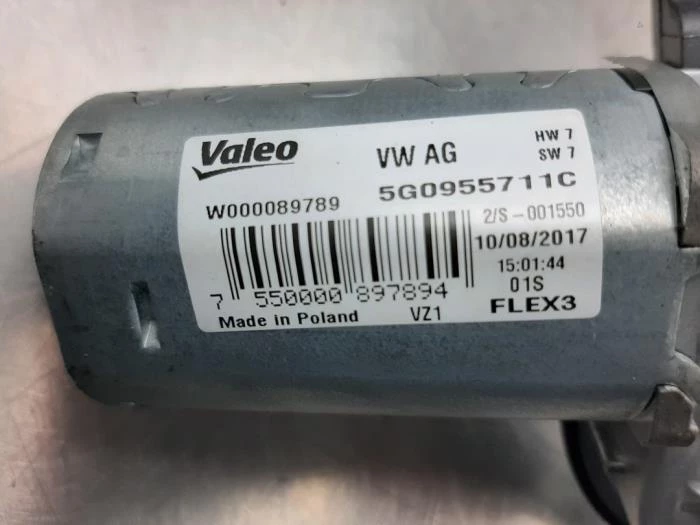 Valeo
VW AG
HW 7
SW 7
5G0955711C
W000089789
2/S-001550
10/08/2017
15:01:44
7 550000 897894
01S
Made in Poland
VZ1
FLEX3